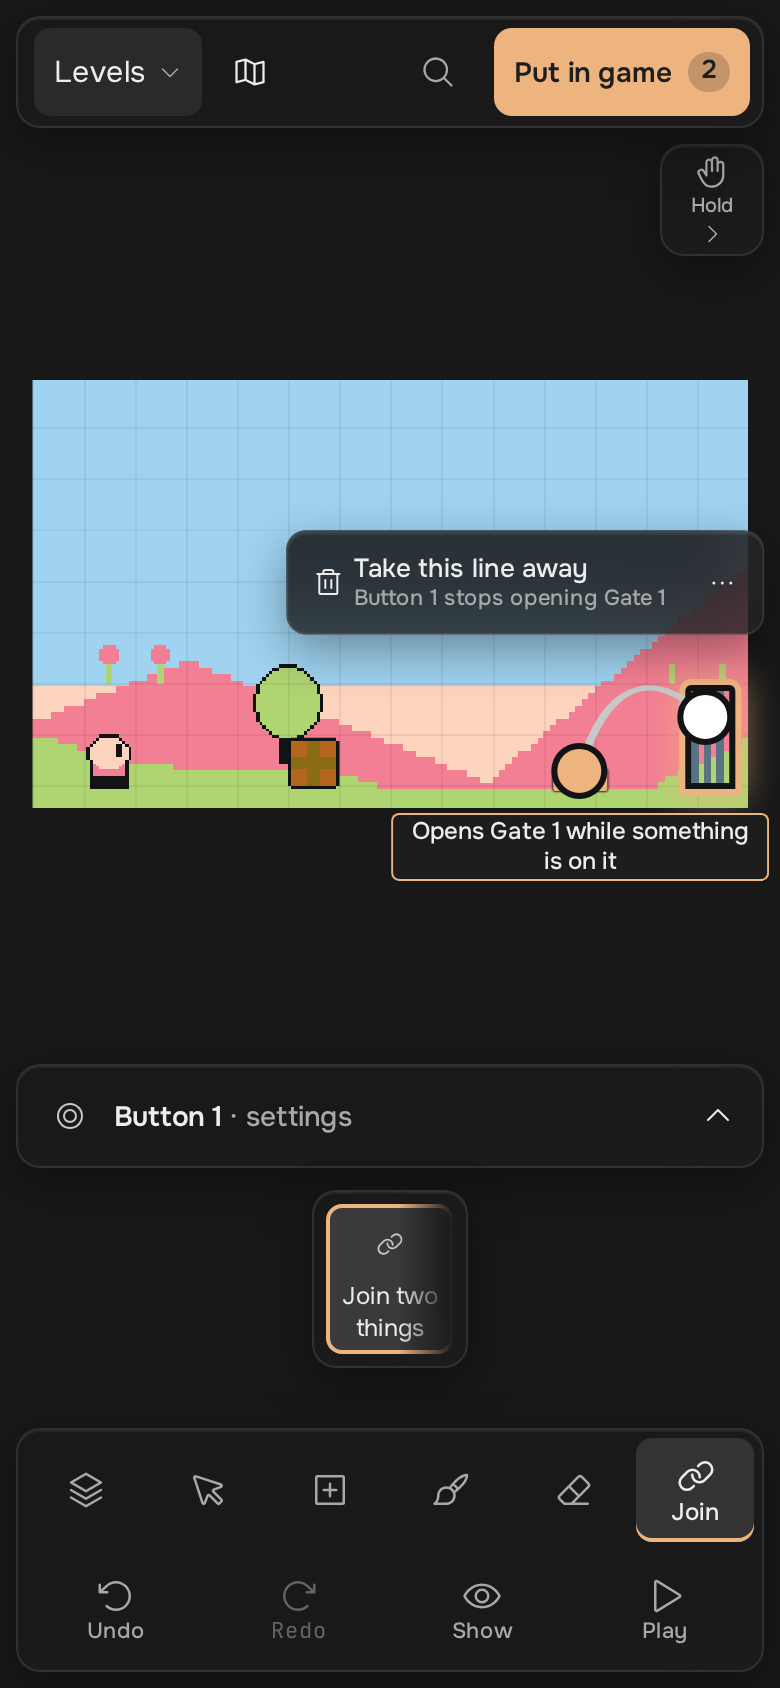 Levels
Put in game 2
Hold
Take this line away
Button 1 stops opening Gate 1
Opens Gate 1 while something
is on it
Button 1 · settings
Join two
things
Join
Undo
Redo
Show
Play